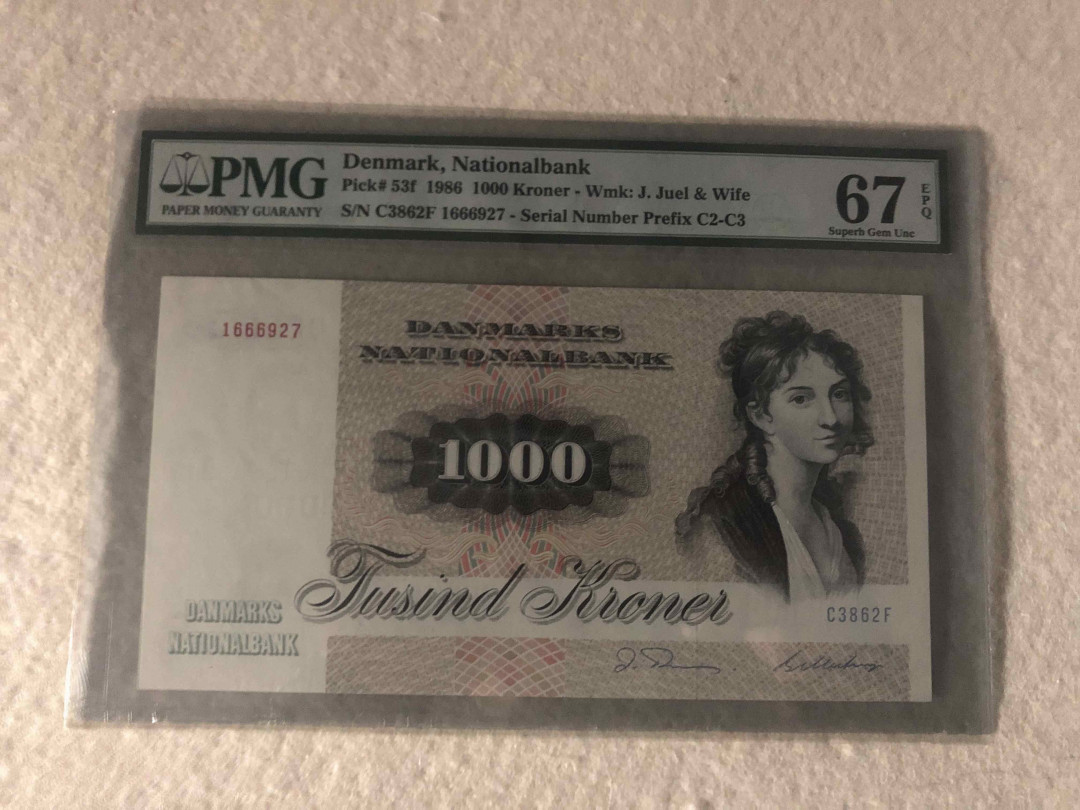 PMG
PAPER MONEY GUARANTY
Denmark, Nationalbank
Pick# 53f 1986 1000 Kroner - Wmk: J. Juel & Wife
S/N C3862F 1666927 - Serial Number Prefix C2-C3
67
EPQ
Superb Gem Unc
1666927
DANMARKS
NATIONALBANK
1000
Tusind Kroner
DANMARKS
NATIONALBANK
C3862F